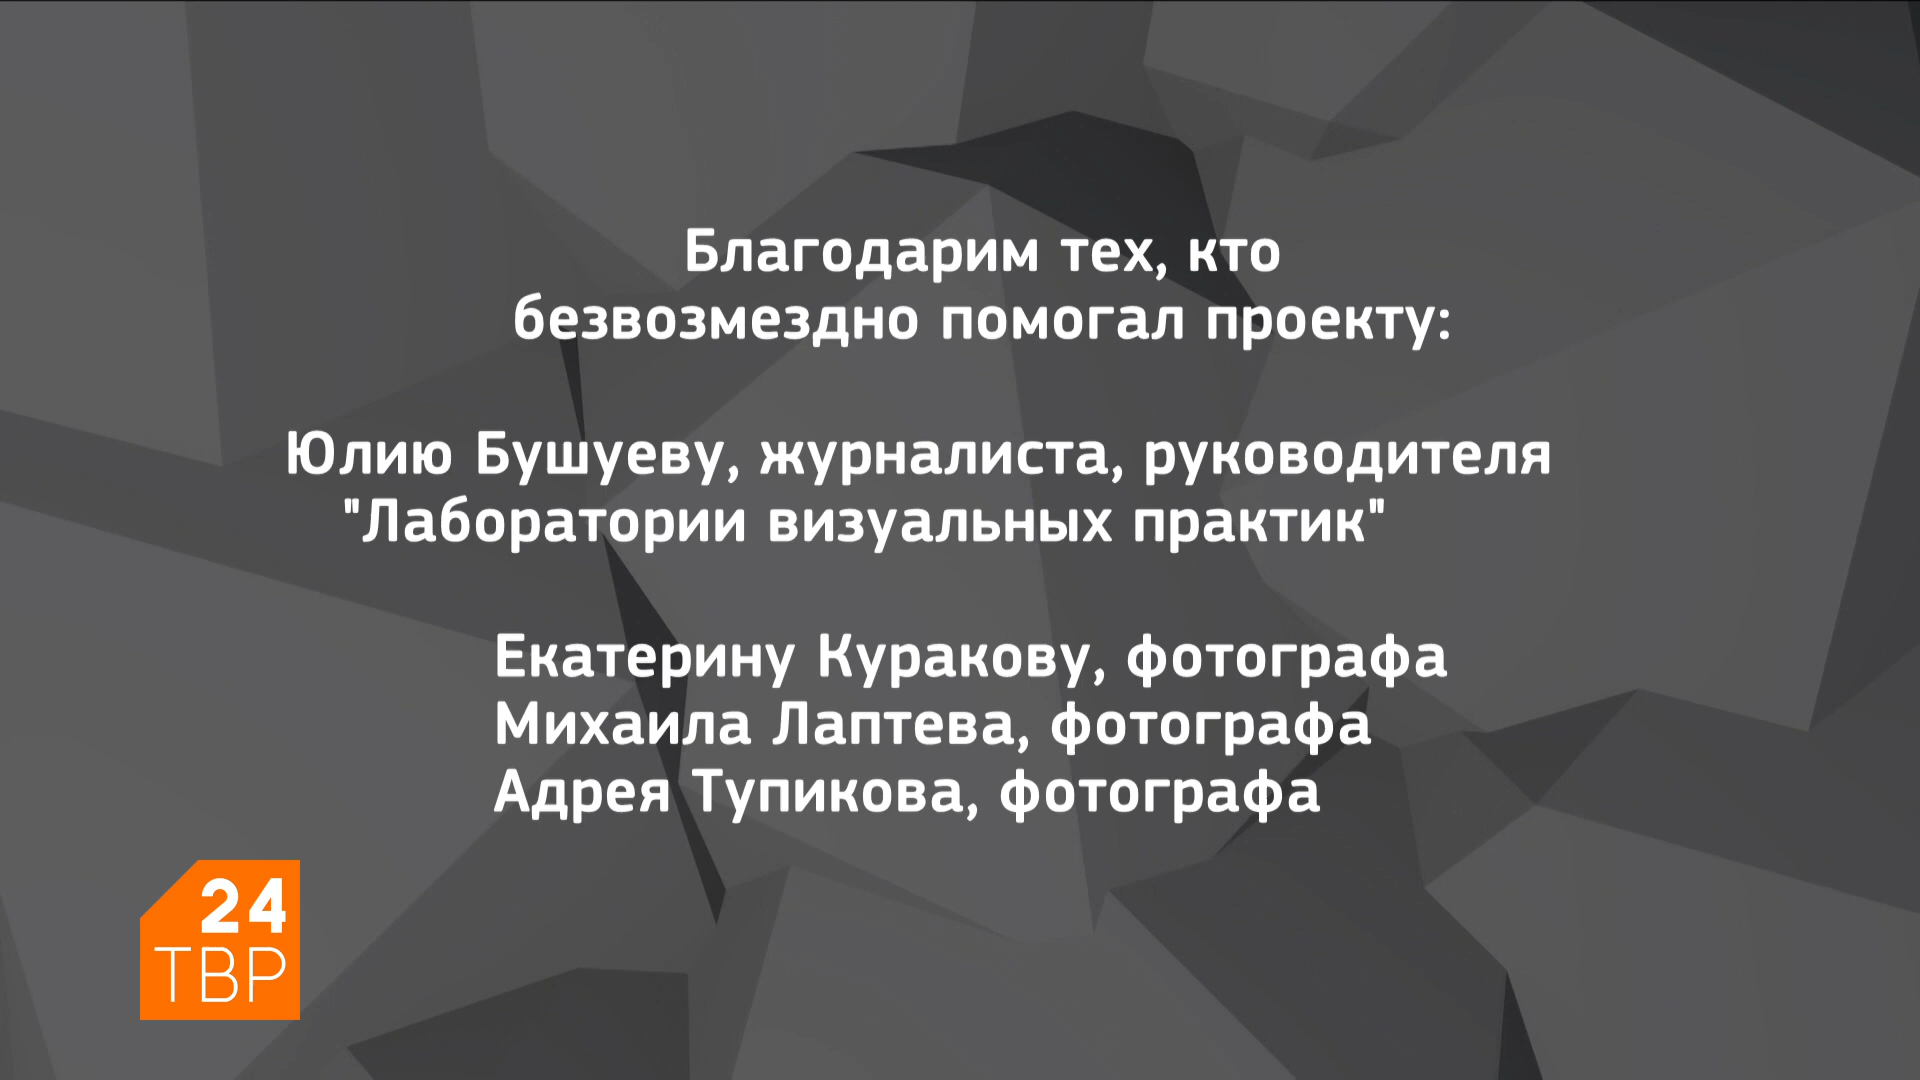 Благодарим тех, кто
безвозмездно помогал проекту:
Юлию Бушуеву, журналиста, руководителя
"Лаборатории визуальных практик"
Екатерину Куракову, фотографа
Михаила Лаптева, фотографа
Адрея Тупикова, фотографа
24
ТВР